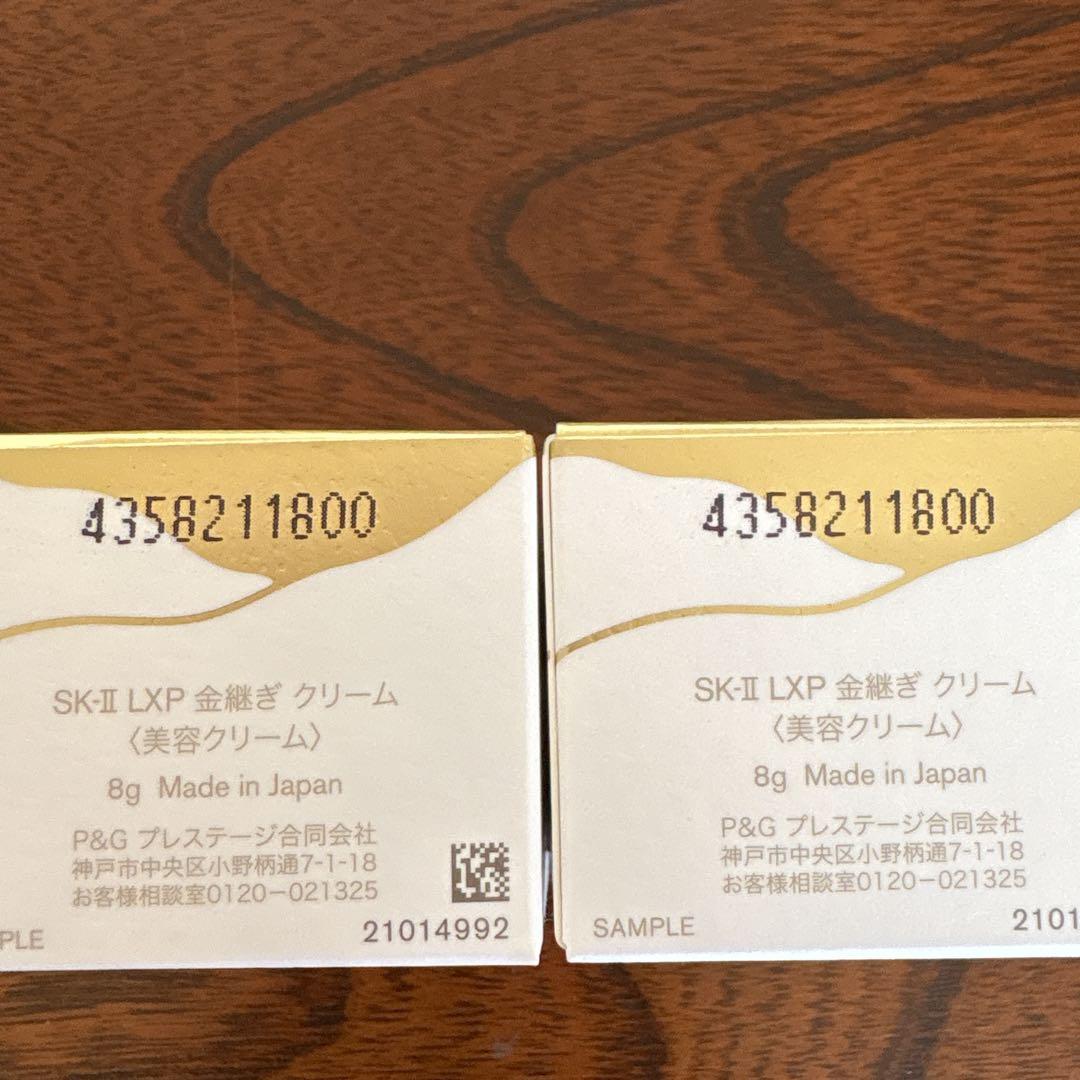 4358211800
SK-II LXP 金継ぎ クリーム
〈美容クリーム〉
8g Made in Japan
P&G プレステージ合同会社
神戸市中央区小野柄通7-1-18
お客様相談室0120-021325
PLE
21014992
4358211800
SK-II LXP 金継ぎ クリーム
〈美容クリーム〉
8g Made in Japan
P&G プレステージ合同会社
神戸市中央区小野柄通7-1-18
お客様相談室0120-021325
SAMPLE
2101